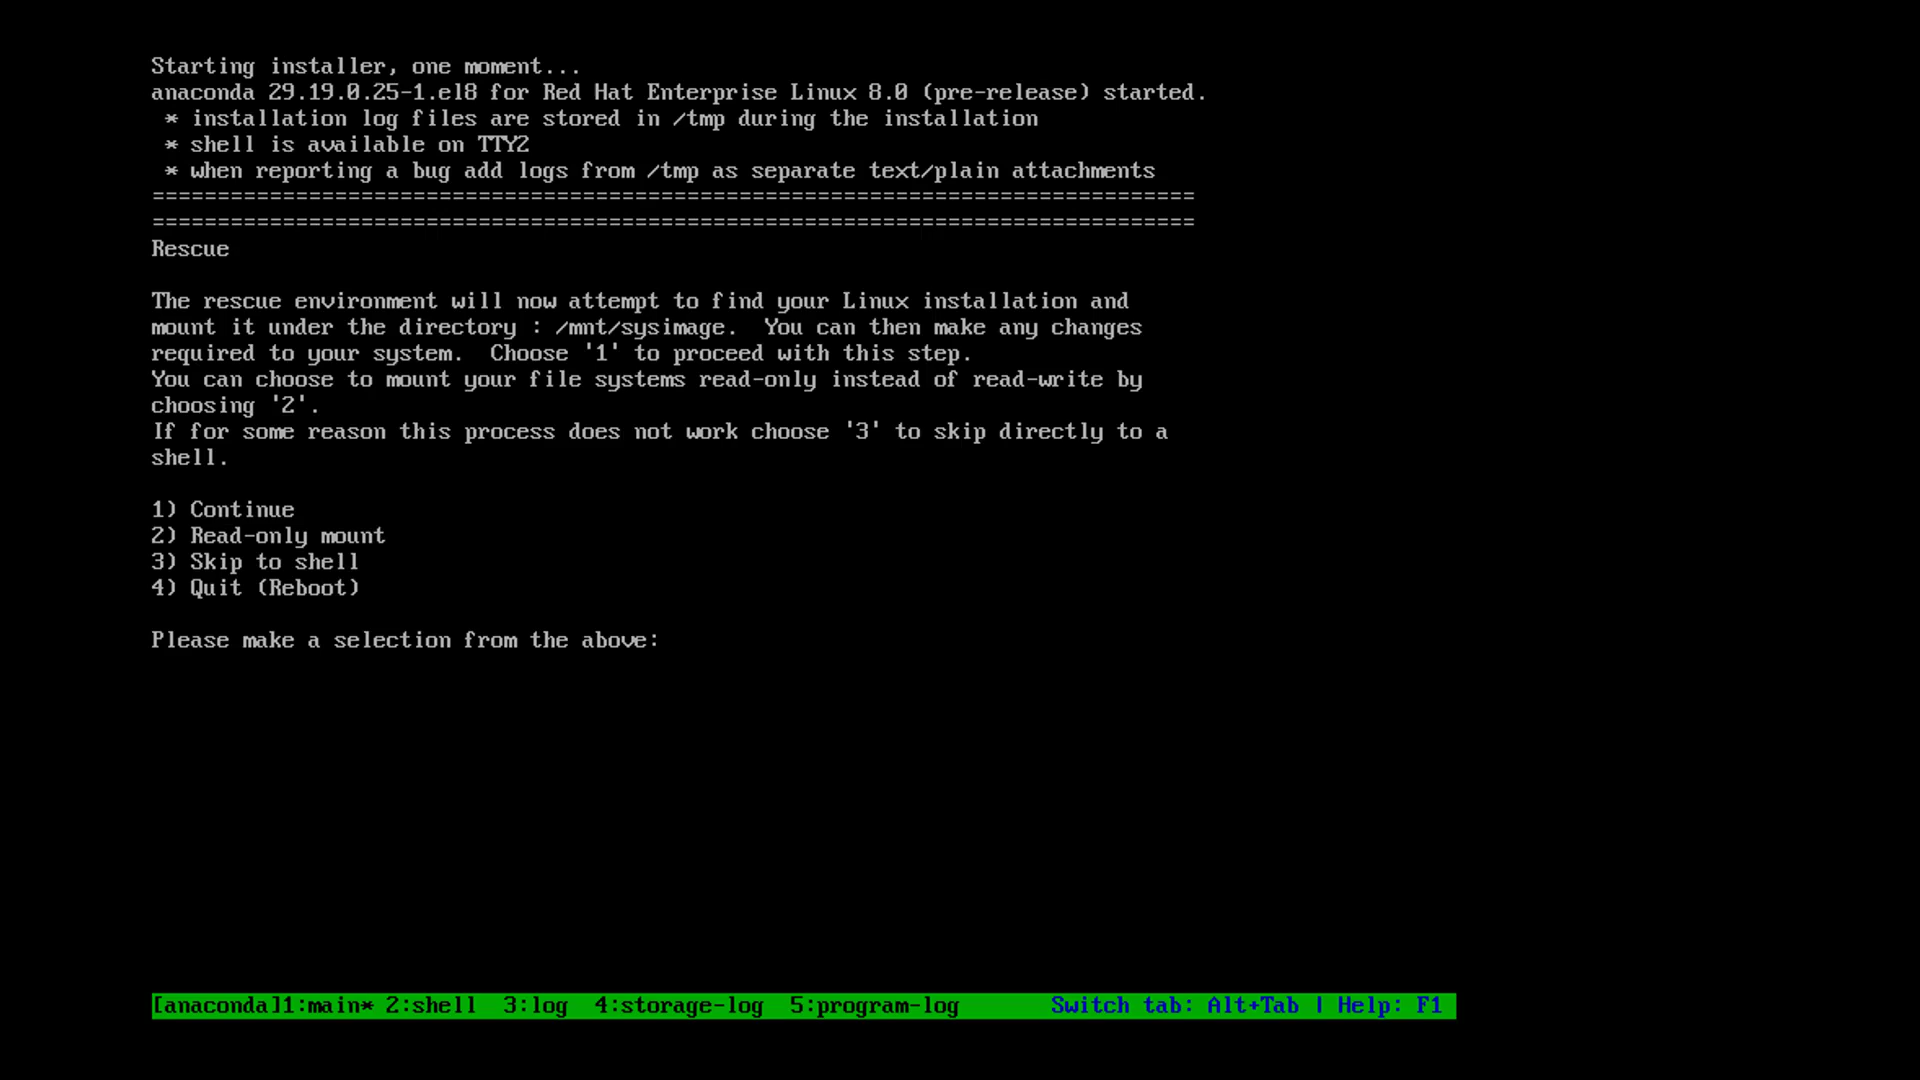 Starting installer, one moment...
anaconda 29.19.0.25-1.el8 for Red Hat Enterprise Linux 8.0 (pre-release) started.
* installation log files are stored in /tmp during the installation
* shell is available on TTY2
* when reporting a bug add logs from /tmp as separate text/plain attachments
================================================================================
================================================================================
Rescue
The rescue environment will now attempt to find your Linux installation and
mount it under the directory : /mnt/sysimage.  You can then make any changes
required to your system.  Choose '1' to proceed with this step.
You can choose to mount your file systems read-only instead of read-write by
choosing '2'.
If for some reason this process does not work choose '3' to skip directly to a
shell.
1) Continue
2) Read-only mount
3) Skip to shell
4) Quit (Reboot)
Please make a selection from the above:
[anaconda]1:main* 2:shell  3:log  4:storage-log  5:program-log       Switch tab: Alt+Tab | Help: F1